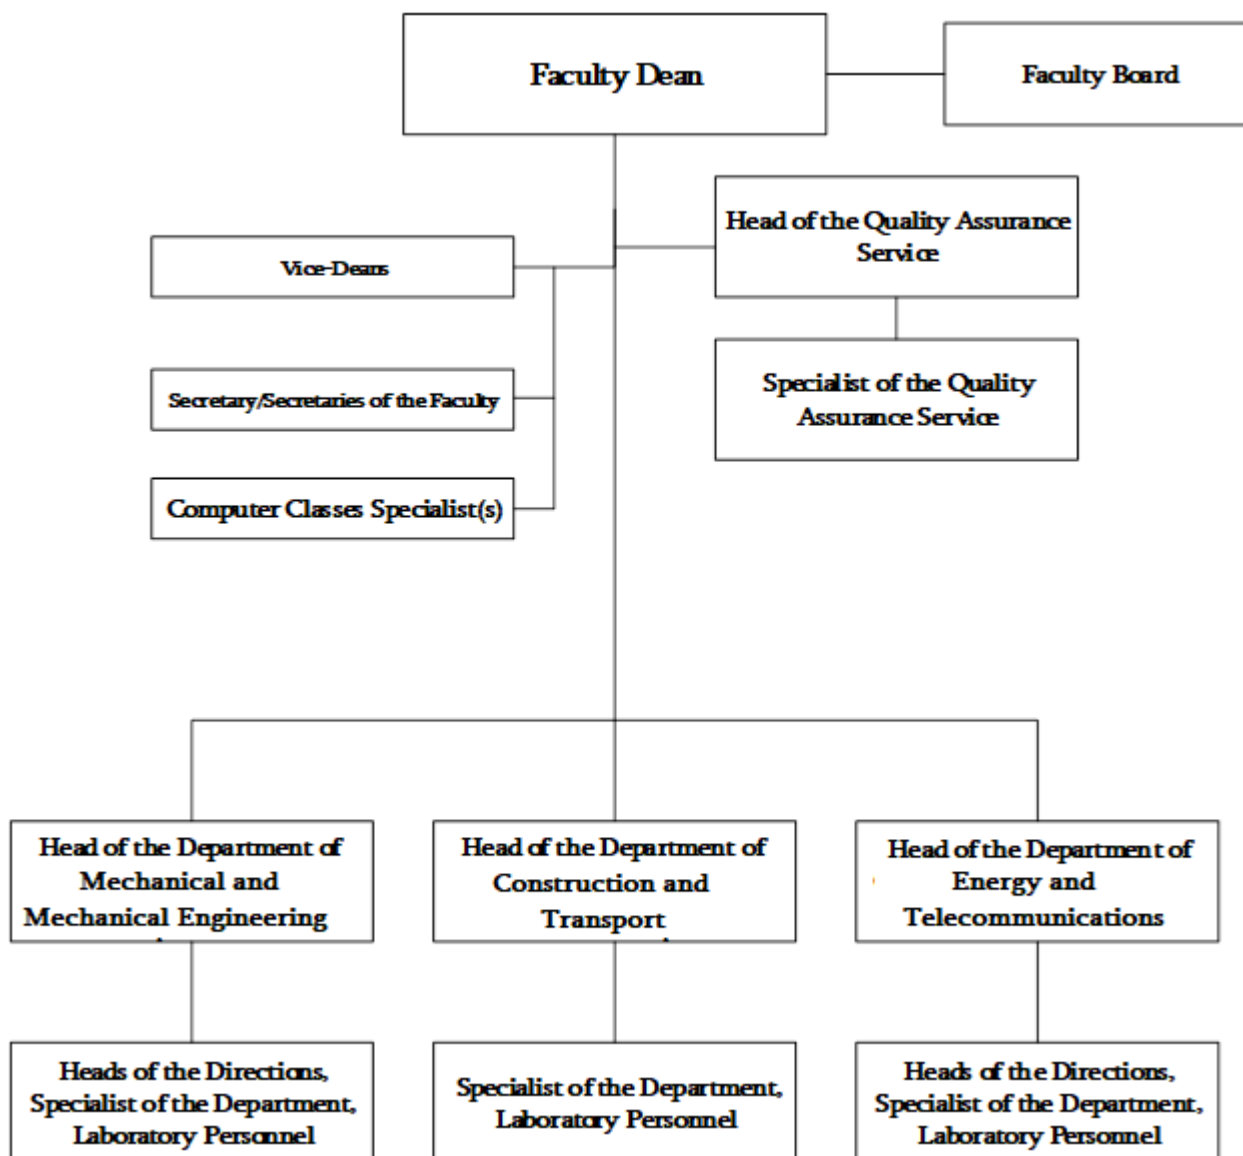 Faculty Dean
Faculty Board
Head of the Quality Assurance
Service
Vice-Deans
Specialist of the Quality
Assurance Service
Secretary/Secretaries of the Faculty
Computer Classes Specialist(s)
Head of the Department of
Mechanical and
Mechanical Engineering
Head of the Department of
Construction and
Transport
Head of the Department of
Energy and
Telecommunications
Heads of the Directions,
Specialist of the Department,
Laboratory Personnel
Specialist of the Department,
Laboratory Personnel
Heads of the Directions,
Specialist of the Department,
Laboratory Personnel